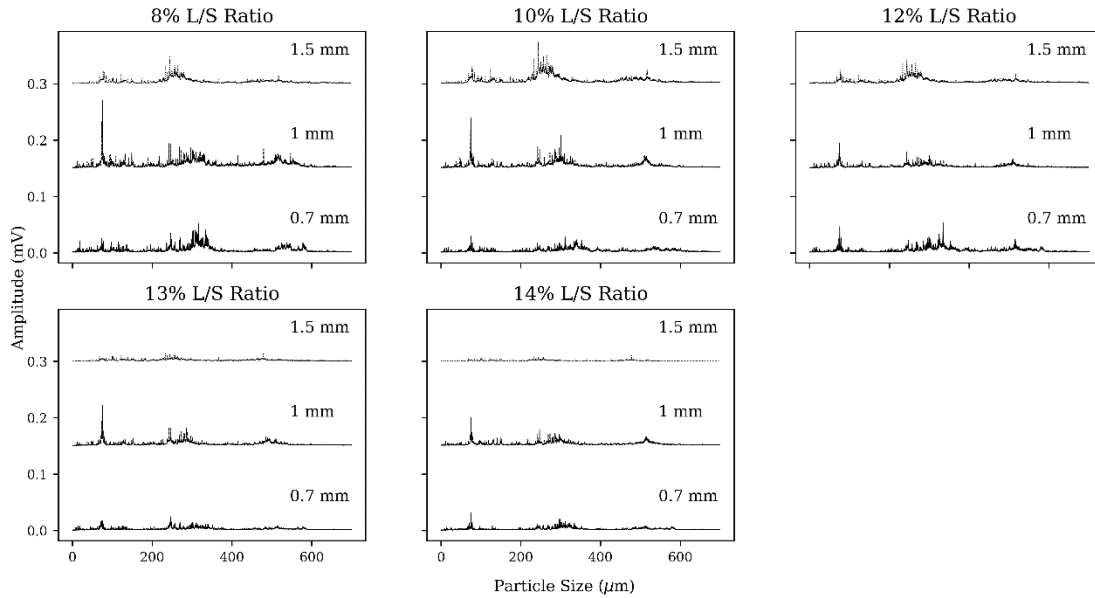 8% L/S Ratio
10% L/S Ratio
12% L/S Ratio
1.5 mm
1 mm
0.7 mm
1.5 mm
1 mm
0.7 mm
1.5 mm
1 mm
0.7 mm
0.3
0.2
0.1
0.0
Amplitude (mV)
13% L/S Ratio
14% L/S Ratio
1.5 mm
1 mm
0.7 mm
1.5 mm
1 mm
0.7 mm
0.3
0.2
0.1
0.0
0 200 400 600
0 200 400 600
Particle Size (μm)